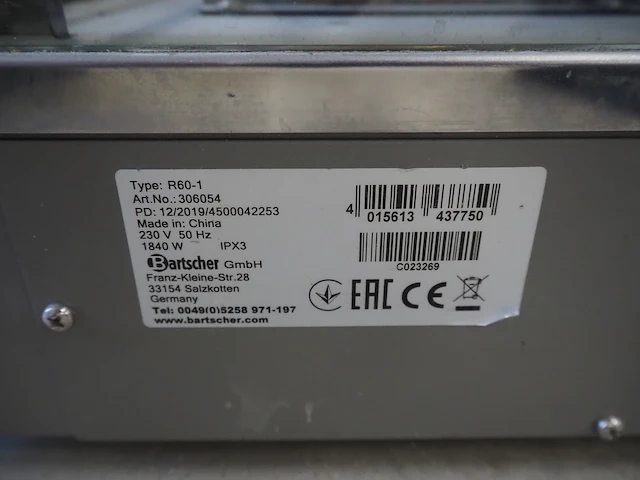 Type: R60-1
Art.No.: 306054
PD: 12/2019/4500042253
Made in: China
230 V 50 Hz
1840 W IPX3
Bartscher GmbH
Franz-Kleine-Str.28
33154 Salzkotten
Germany
Tel: 0049(0)5258 971-197
www.bartscher.com
4 015613 437750
C023269
EAC CE